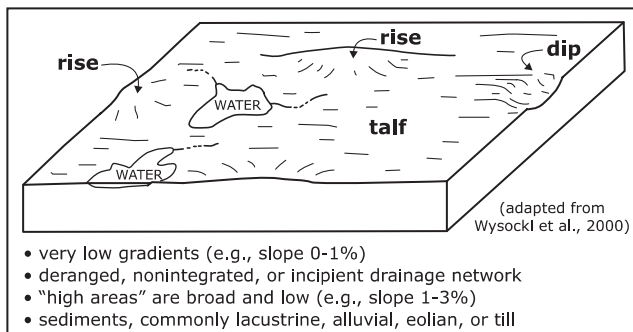 rise
rise
dip
WATER
talf
WATER
(adapted from
Wysockl et al., 2000)
• very low gradients (e.g., slope 0-1%)
• deranged, nonintegrated, or incipient drainage network
• “high areas” are broad and low (e.g., slope 1-3%)
• sediments, commonly lacustrine, alluvial, eolian, or till